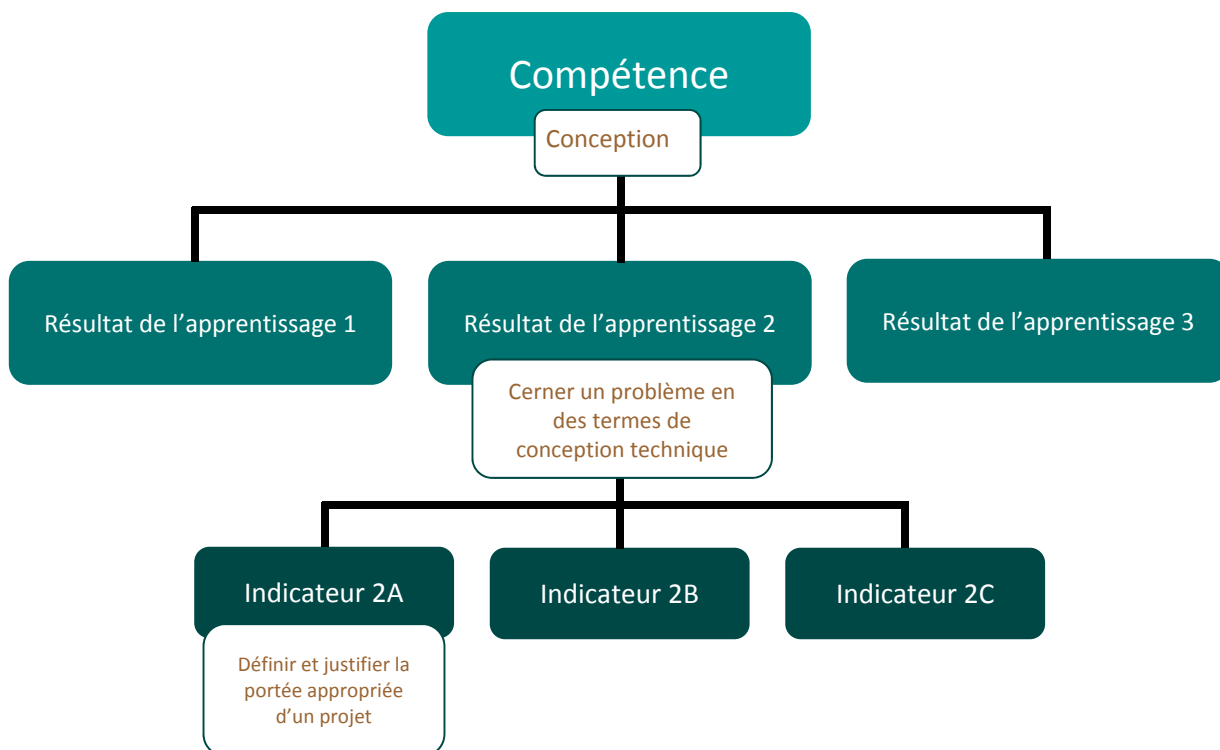 Compétence
Conception
Résultat de l’apprentissage 1
Résultat de l’apprentissage 2
Résultat de l’apprentissage 3
Cerner un problème en
des termes de
conception technique
Indicateur 2A
Indicateur 2B
Indicateur 2C
Définir et justifier la
portée appropriée
d’un projet